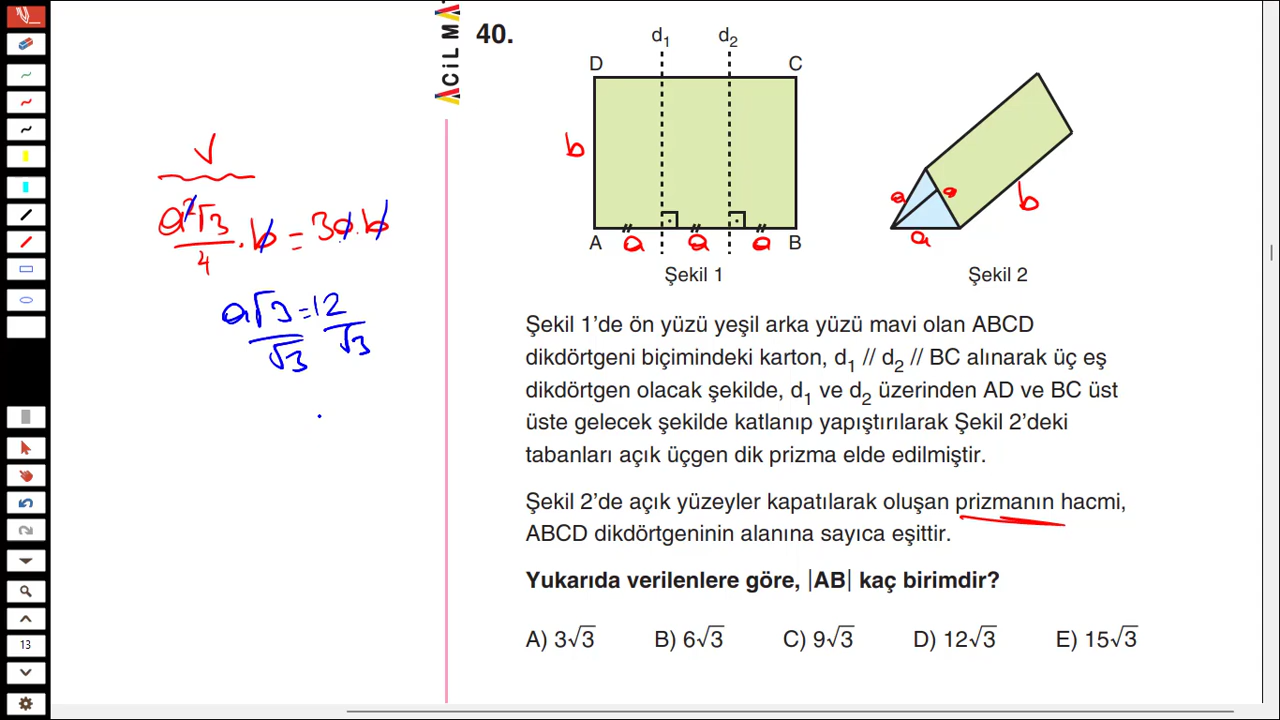 ACiL MA
40.
d1 d2
D C
b
A B
a a a
Şekil 1
a a
a
b
Şekil 2
V
a²√3/4 · b = 3a·b
a√3/√3 = 12/√3
Şekil 1’de ön yüzü yeşil arka yüzü mavi olan ABCD
dikdörtgeni biçimindeki karton, d1 // d2 // BC alınarak üç eş
dikdörtgen olacak şekilde, d1 ve d2 üzerinden AD ve BC üst
üste gelecek şekilde katlanıp yapıştırılarak Şekil 2’deki
tabanları açık üçgen dik prizma elde edilmiştir.
Şekil 2’de açık yüzeyler kapatılarak oluşan prizmanın hacmi,
ABCD dikdörtgeninin alanına sayıca eşittir.
Yukarıda verilenlere göre, |AB| kaç birimdir?
A) 3√3 B) 6√3 C) 9√3 D) 12√3 E) 15√3
13